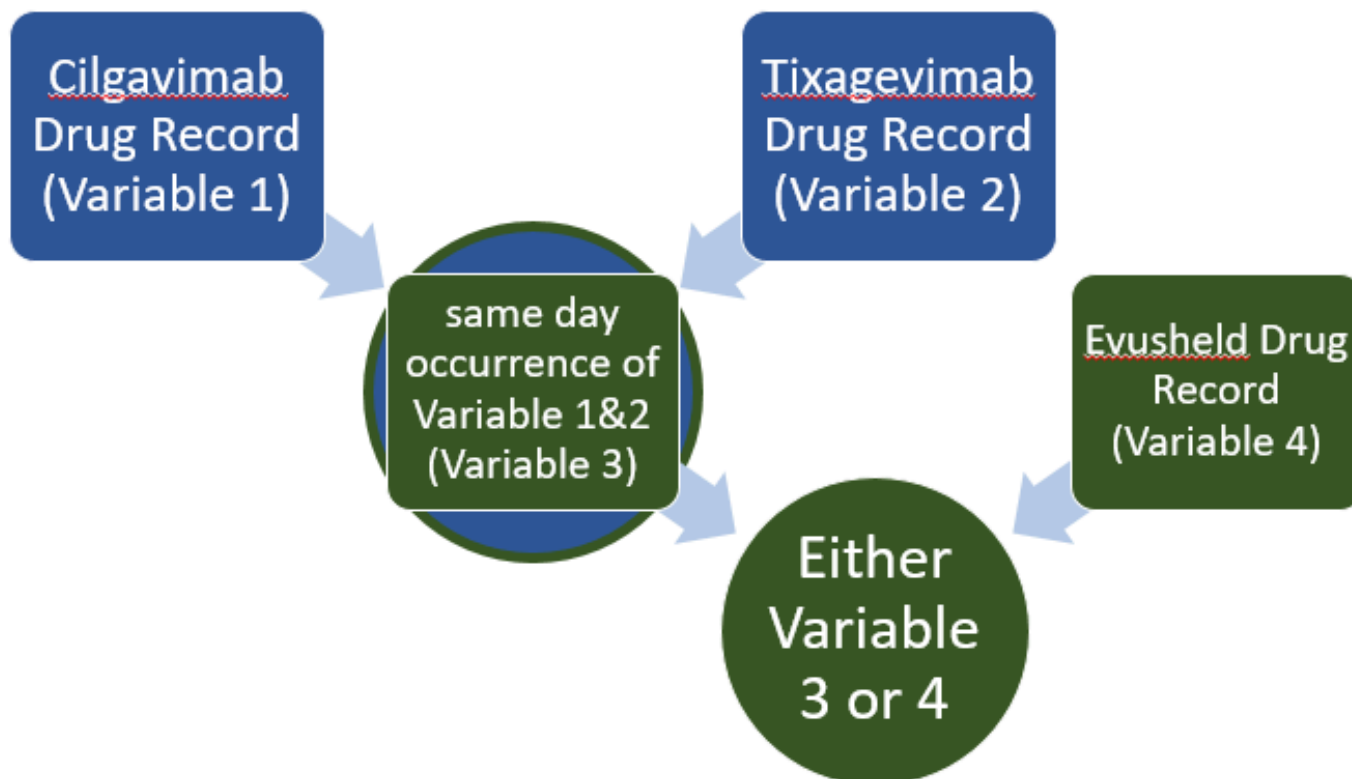 Cilgavimab
Drug Record
(Variable 1)
Tixagevimab
Drug Record
(Variable 2)
same day
occurrence of
Variable 1&2
(Variable 3)
Evusheld Drug
Record
(Variable 4)
Either
Variable
3 or 4